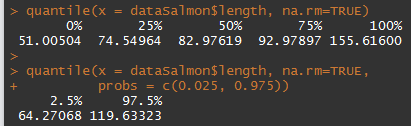 > quantile(x = dataSalmon$length, na.rm=TRUE)
0% 25% 50% 75% 100%
51.00504 74.54964 82.97619 92.97897 155.61600
>
> quantile(x = dataSalmon$length, na.rm=TRUE,
+ probs = c(0.025, 0.975))
2.5% 97.5%
64.27068 119.63323